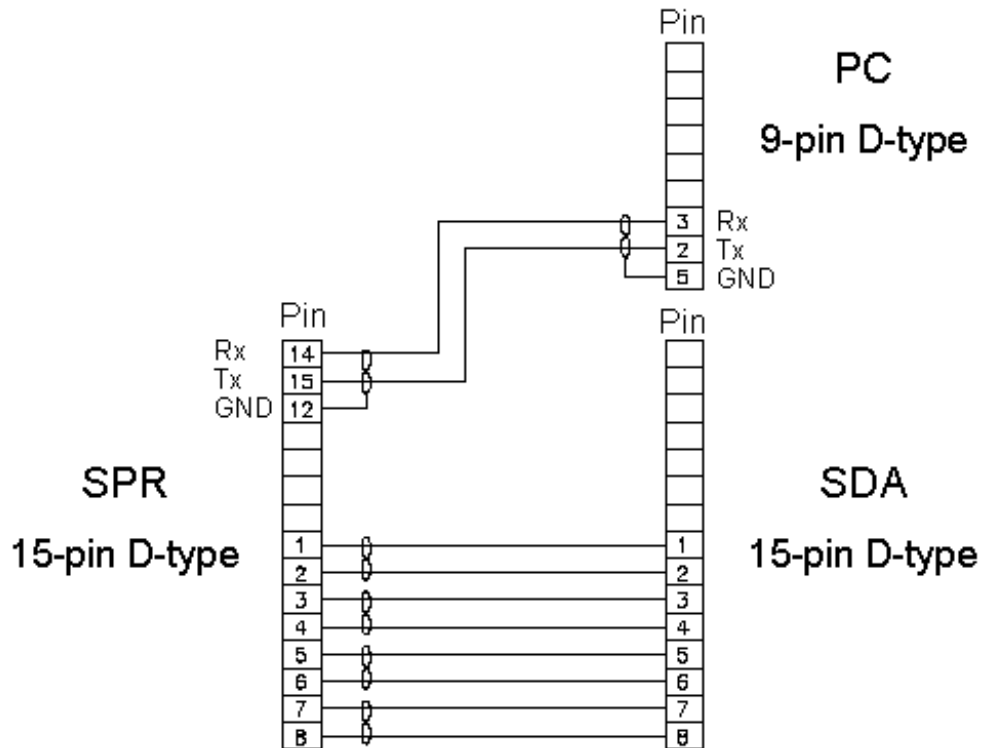 Pin
PC
9-pin D-type
3 Rx
2 Tx
5 GND
Pin
Rx 14
Tx 15
GND 12
SPR
15-pin D-type
1
2
3
4
5
6
7
8
Pin
SDA
15-pin D-type
1
2
3
4
5
6
7
8